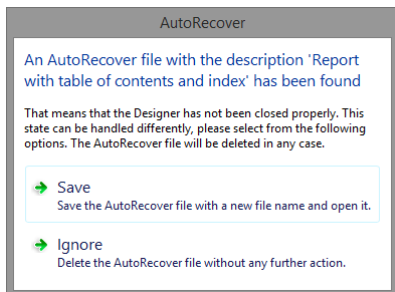 AutoRecover
An AutoRecover file with the description 'Report
with table of contents and index' has been found
That means that the Designer has not been closed properly. This
state can be handled differently, please select from the following
options. The AutoRecover file will be deleted in any case.
Save
Save the AutoRecover file with a new file name and open it.
Ignore
Delete the AutoRecover file without any further action.